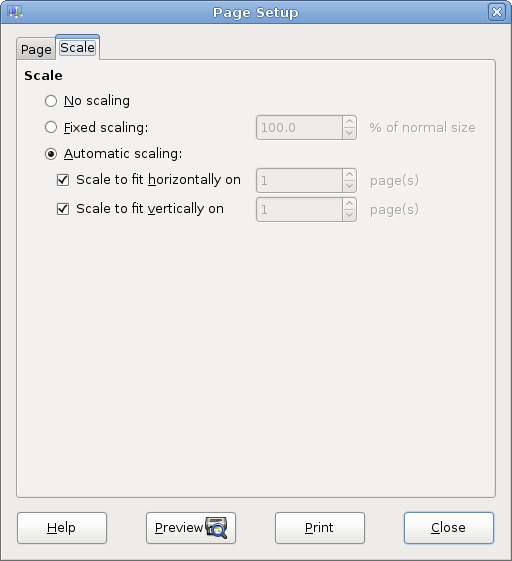 Page Setup
Page Scale
Scale
No scaling
Fixed scaling: 100.0 % of normal size
Automatic scaling:
Scale to fit horizontally on 1 page(s)
Scale to fit vertically on 1 page(s)
Help Preview Print Close